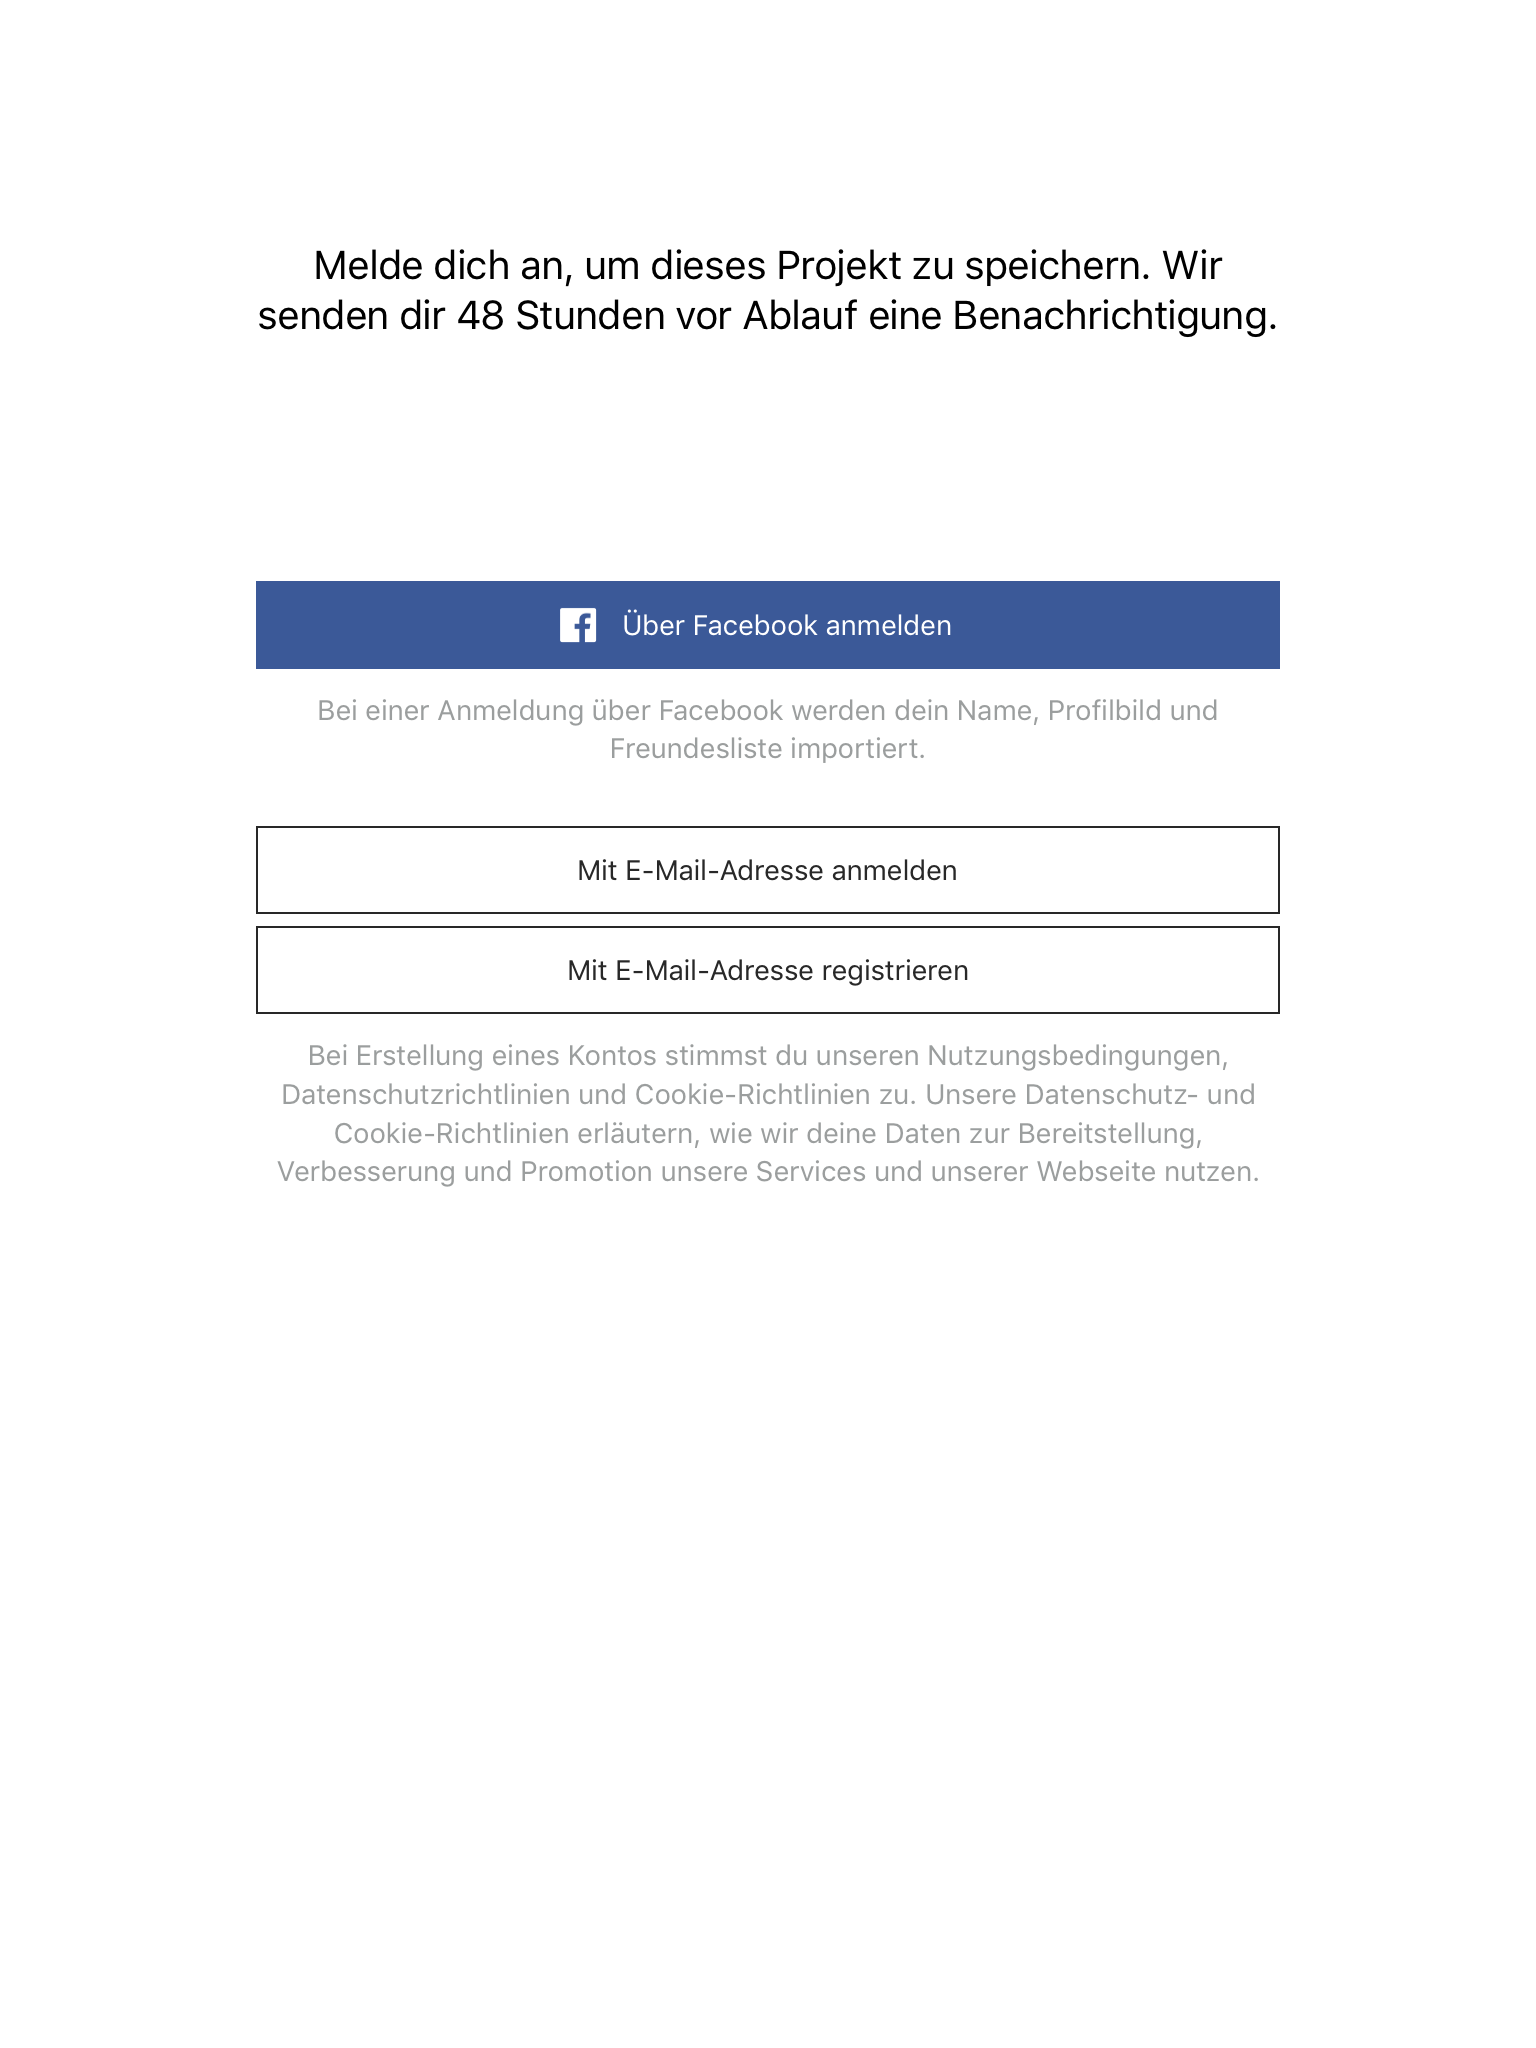 Melde dich an, um dieses Projekt zu speichern. Wir
senden dir 48 Stunden vor Ablauf eine Benachrichtigung.
Über Facebook anmelden
Bei einer Anmeldung über Facebook werden dein Name, Profilbild und
Freundesliste importiert.
Mit E-Mail-Adresse anmelden
Mit E-Mail-Adresse registrieren
Bei Erstellung eines Kontos stimmst du unseren Nutzungsbedingungen,
Datenschutzrichtlinien und Cookie-Richtlinien zu. Unsere Datenschutz- und
Cookie-Richtlinien erläutern, wie wir deine Daten zur Bereitstellung,
Verbesserung und Promotion unsere Services und unserer Webseite nutzen.